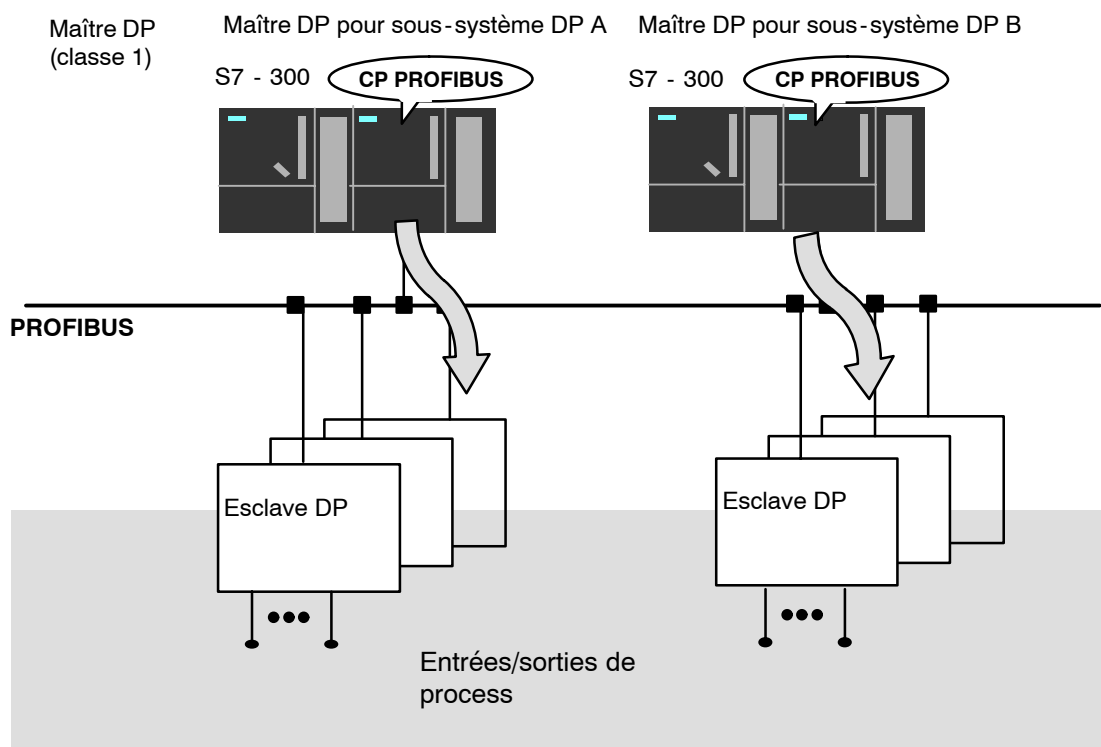 Maître DP
(classe 1)
Maître DP pour sous-système DP A
Maître DP pour sous-système DP B
S7 - 300
CP PROFIBUS
S7 - 300
CP PROFIBUS
PROFIBUS
Esclave DP
Esclave DP
Entrées/sorties de
process